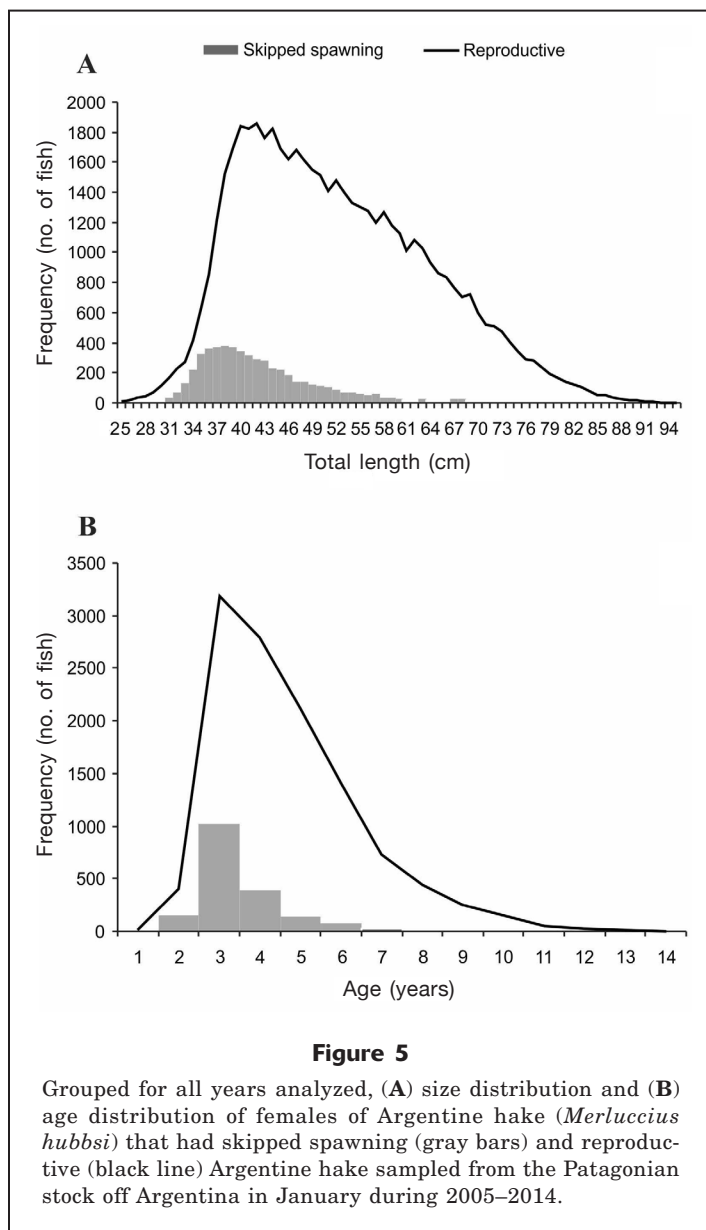 Skipped spawning Reproductive
A
2000
1800
1600
1400
1200
1000
800
600
400
200
0
Frequency (no. of fish)
25 28 31 34 37 40 43 46 49 52 55 58 61 64 67 70 73 76 79 82 85 88 91 94
Total length (cm)
B
3500
3000
2500
2000
1500
1000
500
0
Frequency (no. of fish)
1 2 3 4 5 6 7 8 9 10 11 12 13 14
Age (years)
Figure 5
Grouped for all years analyzed, (A) size distribution and (B)
age distribution of females of Argentine hake (Merluccius
hubbsi) that had skipped spawning (gray bars) and reproduc-
tive (black line) Argentine hake sampled from the Patagonian
stock off Argentina in January during 2005–2014.